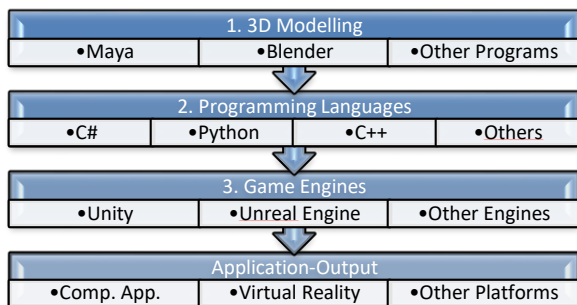 1. 3D Modelling
•Maya •Blender •Other Programs
2. Programming Languages
•C# •Python •C++ •Others
3. Game Engines
•Unity •Unreal Engine •Other Engines
Application-Output
•Comp. App. •Virtual Reality •Other Platforms